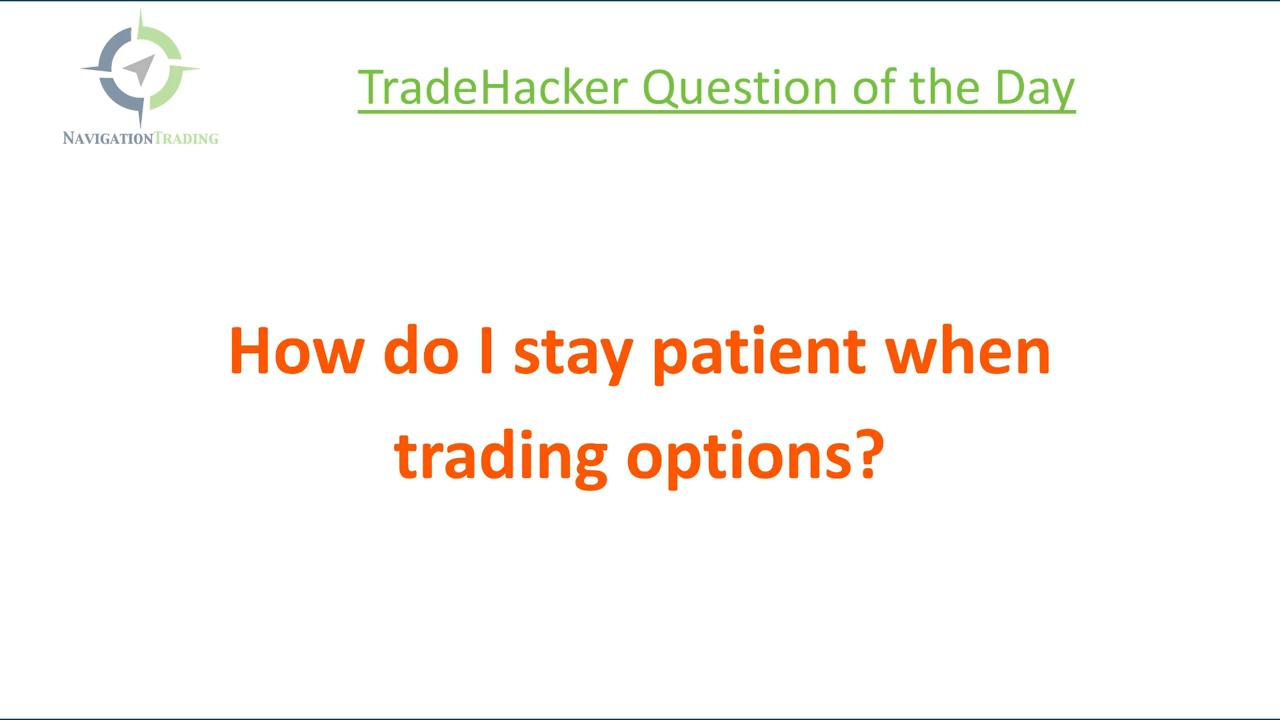 TradeHacker Question of the Day
NAVIGATIONTRADING
How do I stay patient when
trading options?